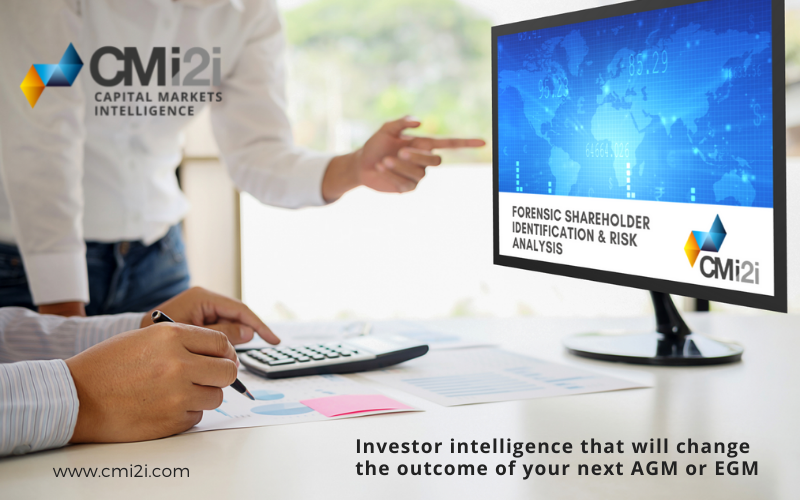 CMi2i
CAPITAL MARKETS
INTELLIGENCE
FORENSIC SHAREHOLDER
IDENTIFICATION & RISK
ANALYSIS
CMi2i
Investor intelligence that will change
the outcome of your next AGM or EGM
www.cmi2i.com